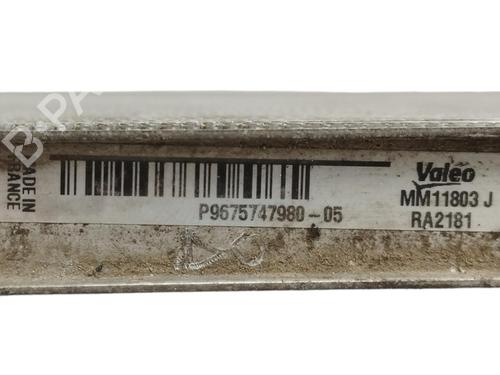 MADE IN
FRANCE
P9675747980-05
Valeo
MM11803 J
RA2181